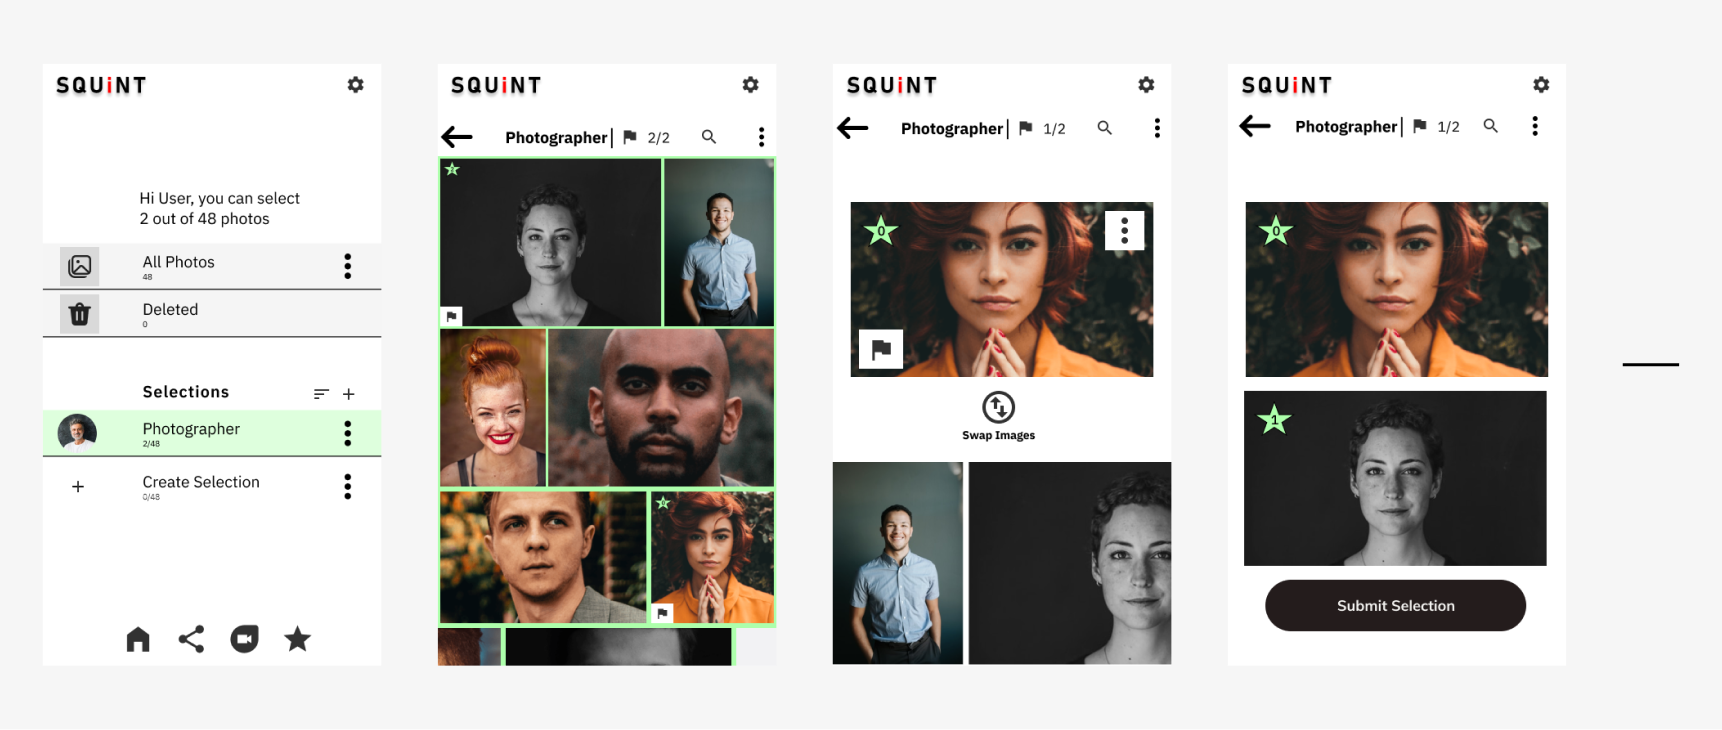 SQUiNT
Hi User, you can select
2 out of 48 photos
All Photos
48
Deleted
0
Selections
Photographer
2/48
Create Selection
0/48
SQUiNT
Photographer
2/2
SQUiNT
Photographer
1/2
0
Swap Images
SQUiNT
Photographer
1/2
0
1
Submit Selection